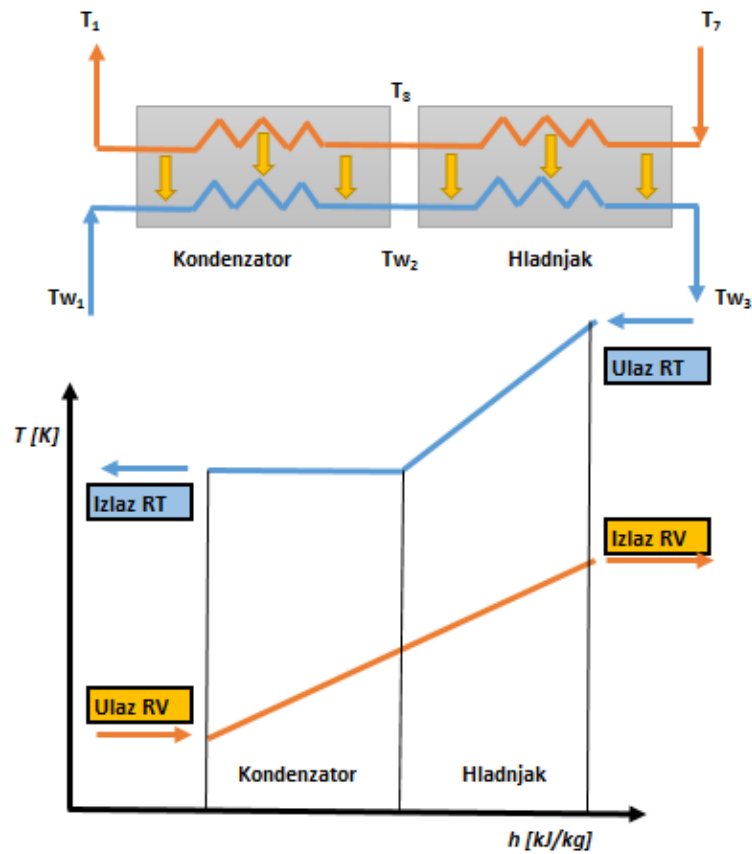 T₁
T₇
T₈
Kondenzator
Tw₂
Hladnjak
Tw₁
Tw₃
Ulaz RT
T [K]
Izlaz RT
Izlaz RV
Ulaz RV
Kondenzator
Hladnjak
h [kJ/kg]